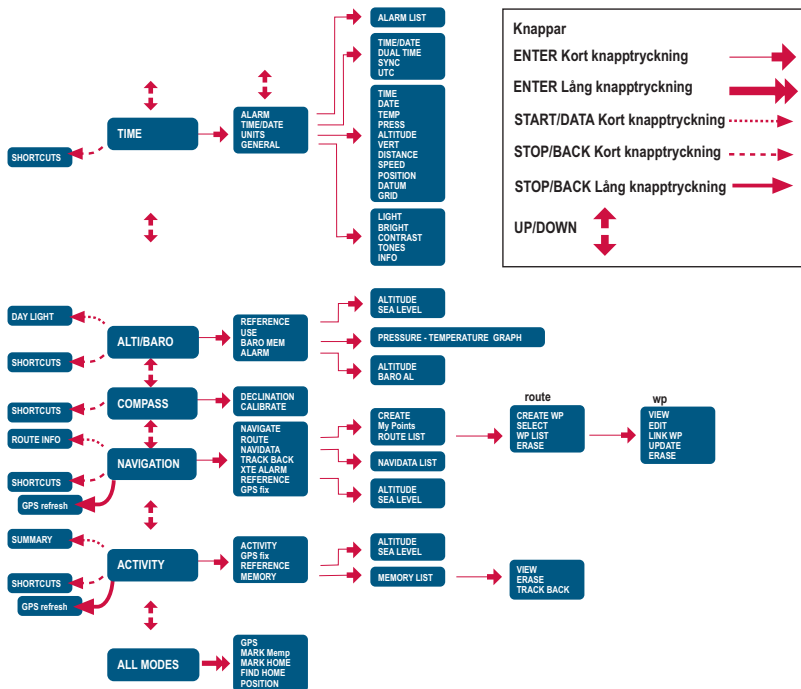 Knappar
ENTER Kort knapptryckning
ENTER Lång knapptryckning
START/DATA Kort knapptryckning
STOP/BACK Kort knapptryckning
STOP/BACK Lång knapptryckning
UP/DOWN
TIME
SHORTCUTS
ALARM
TIME/DATE
UNITS
GENERAL
ALARM LIST
TIME/DATE
DUAL TIME
SYNC
UTC
TIME
DATE
TEMP
PRESS
ALTITUDE
VERT
DISTANCE
SPEED
POSITION
DATUM
GRID
LIGHT
BRIGHT
CONTRAST
TONES
INFO
DAY LIGHT
SHORTCUTS
ALTI/BARO
REFERENCE
USE
BARO MEM
ALARM
ALTITUDE
SEA LEVEL
PRESSURE - TEMPERATURE GRAPH
ALTITUDE
BARO AL
SHORTCUTS
COMPASS
DECLINATION
CALIBRATE
ROUTE INFO
SHORTCUTS
GPS refresh
NAVIGATION
NAVIGATE
ROUTE
NAVIDATA
TRACK BACK
XTE ALARM
REFERENCE
GPS fix
CREATE
My Points
ROUTE LIST
NAVIDATA LIST
ALTITUDE
SEA LEVEL
route
CREATE WP
SELECT
WP LIST
ERASE
wp
VIEW
EDIT
LINK WP
UPDATE
ERASE
SUMMARY
SHORTCUTS
GPS refresh
ACTIVITY
ACTIVITY
GPS fix
REFERENCE
MEMORY
ALTITUDE
SEA LEVEL
MEMORY LIST
VIEW
ERASE
TRACK BACK
ALL MODES
GPS
MARK Memp
MARK HOME
FIND HOME
POSITION